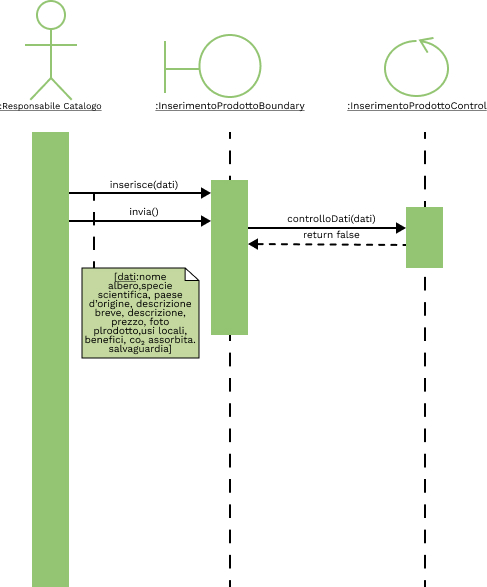 :Responsabile Catalogo
:InserimentoProdottoBoundary
:InserimentoProdottoControl
inserisce(dati)
invia()
controlloDati(dati)
return false
[dati:nome
albero,specie
scientifica, paese
d'origine, descrizione
breve, descrizione,
prezzo, foto
plrodotto,usi locali,
benefici, co₂ assorbita.
salvaguardia]